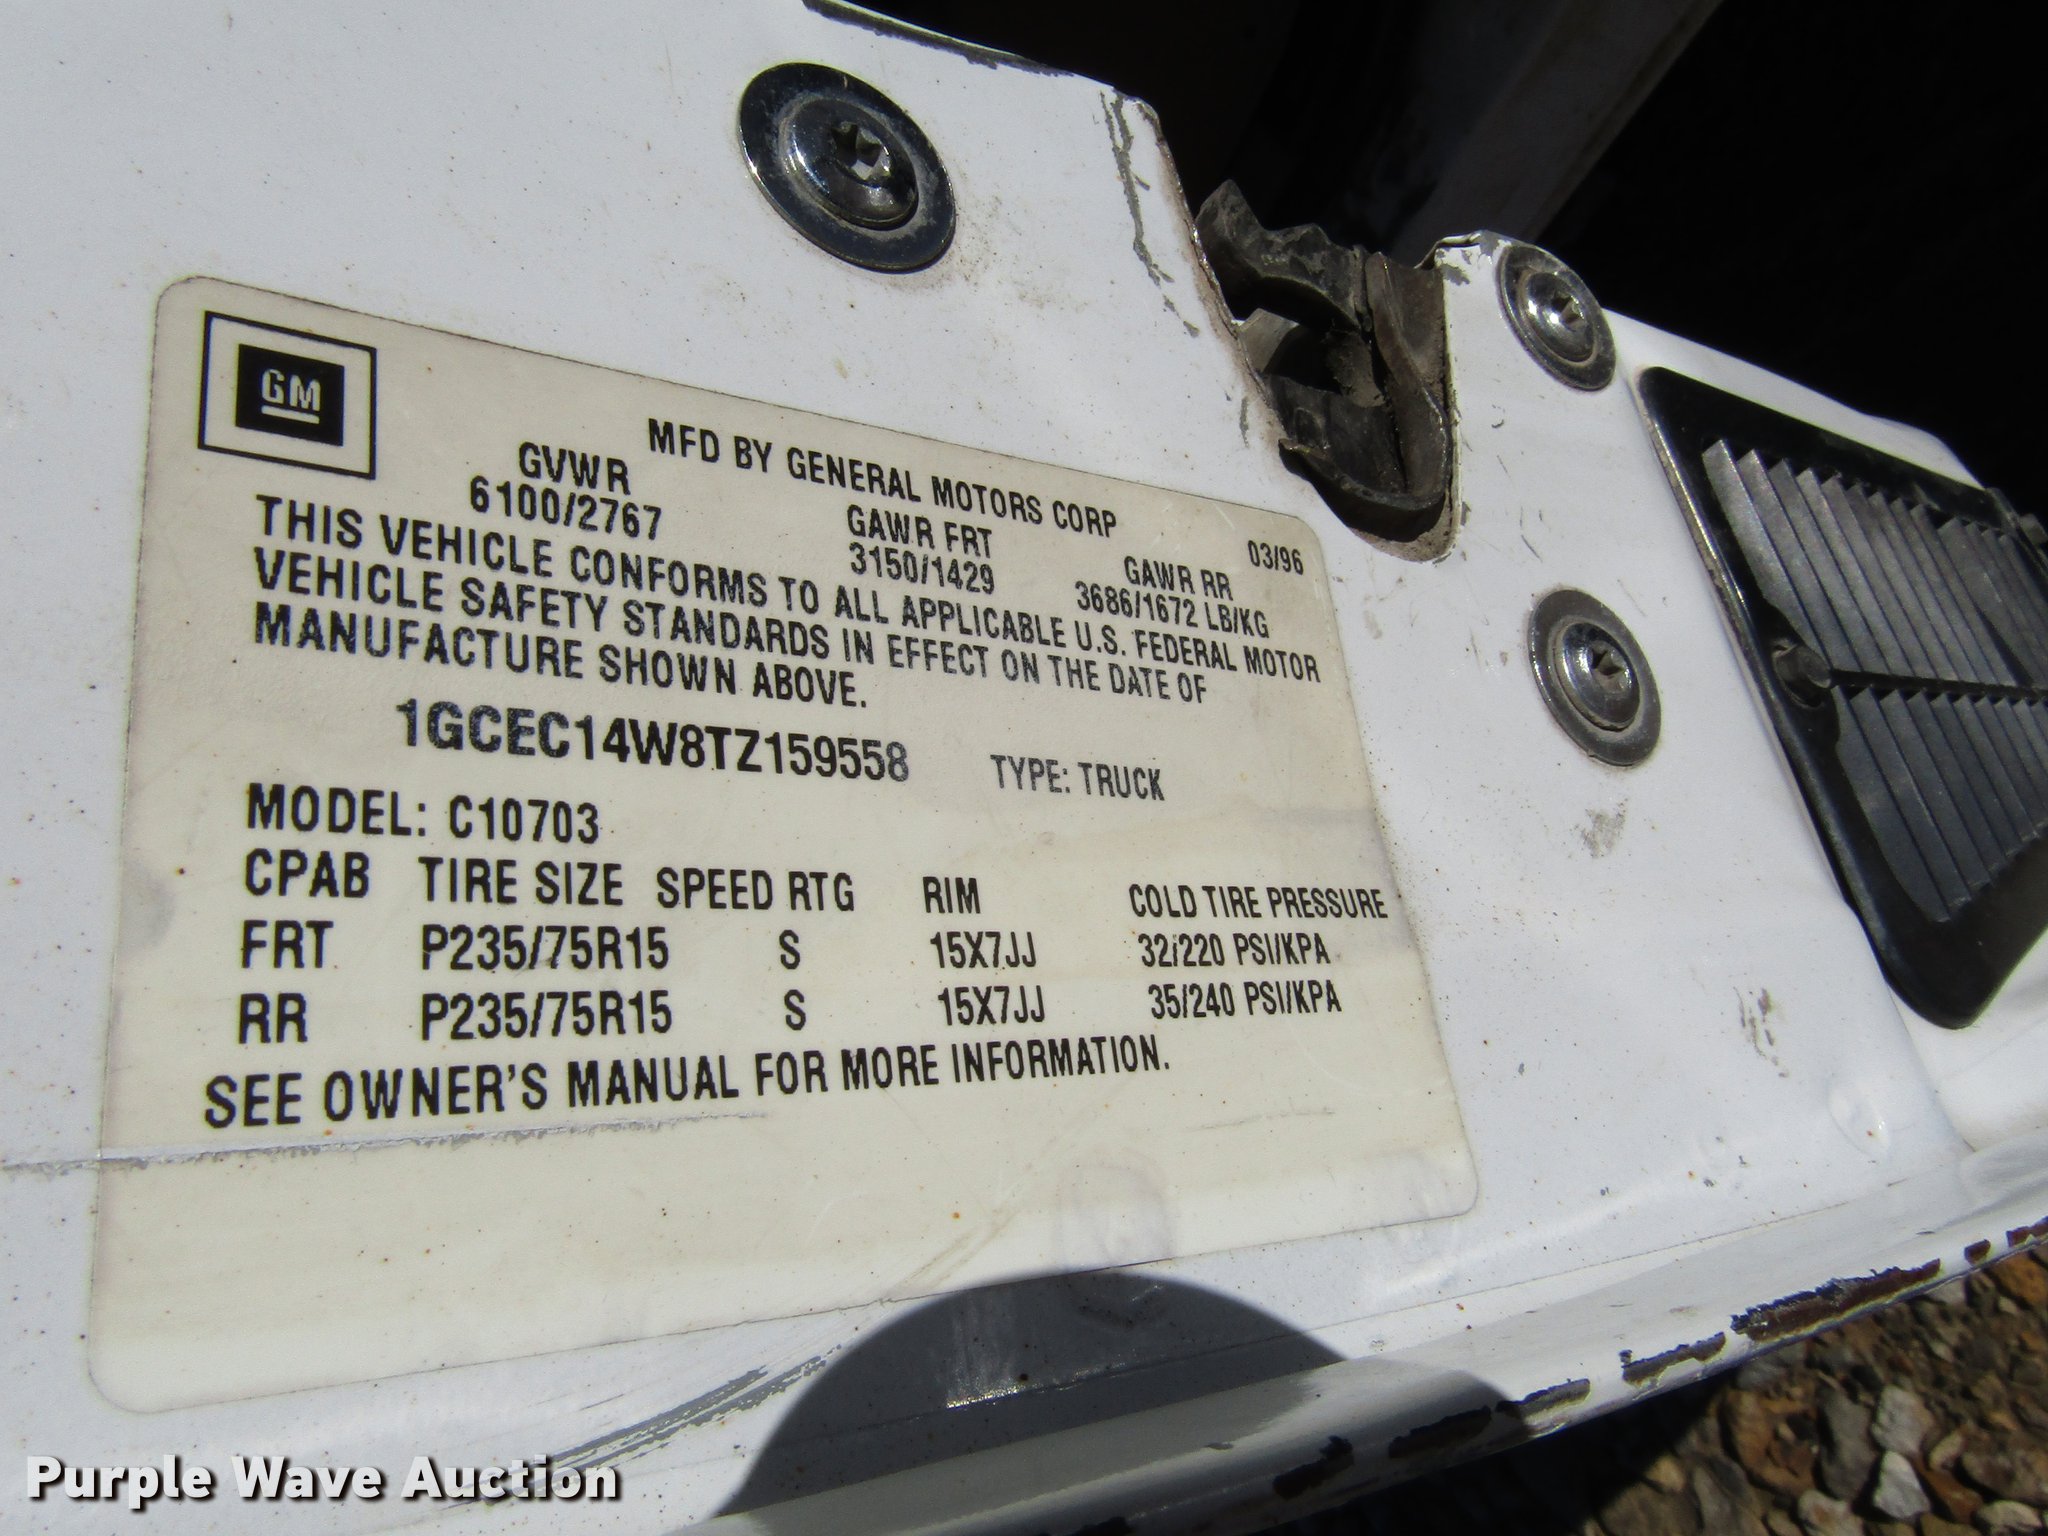 GM
MFD BY GENERAL MOTORS CORP 03/96
GVWR GAWR FRT GAWR RR
6100/2767 3150/1429 3686/1672 LB/KG
THIS VEHICLE CONFORMS TO ALL APPLICABLE U.S. FEDERAL MOTOR
VEHICLE SAFETY STANDARDS IN EFFECT ON THE DATE OF
MANUFACTURE SHOWN ABOVE.
1GCEC14W8TZ159558 TYPE: TRUCK
MODEL: C10703
CPAB TIRE SIZE SPEED RTG RIM COLD TIRE PRESSURE
FRT P235/75R15 S 15X7JJ 32/220 PSI/KPA
RR P235/75R15 S 15X7JJ 35/240 PSI/KPA
SEE OWNER'S MANUAL FOR MORE INFORMATION.
Purple Wave Auction